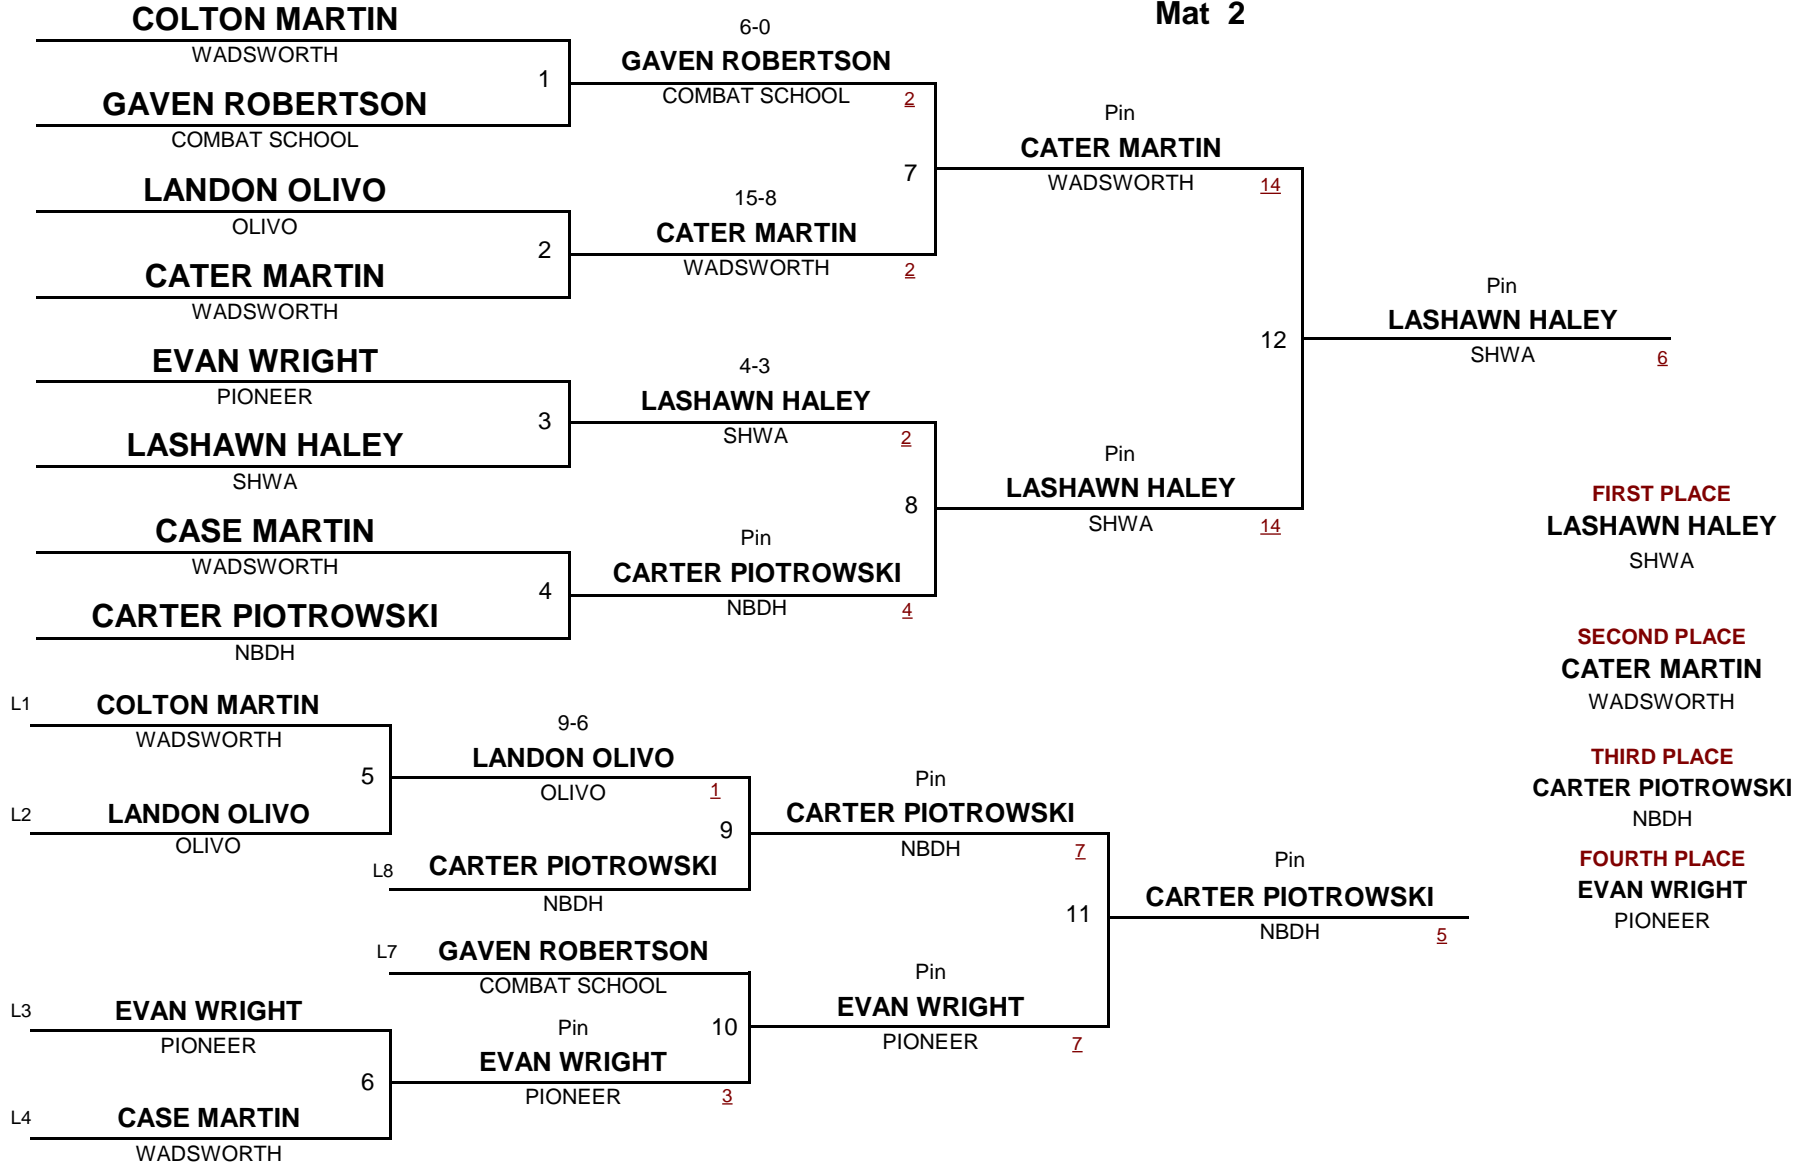 Mat 2
COLTON MARTIN
WADSWORTH
1
GAVEN ROBERTSON
COMBAT SCHOOL
6-0
GAVEN ROBERTSON
COMBAT SCHOOL 2
LANDON OLIVO
OLIVO
2
CATER MARTIN
WADSWORTH
15-8
CATER MARTIN
WADSWORTH 2
7
Pin
CATER MARTIN
WADSWORTH 14
EVAN WRIGHT
PIONEER
3
LASHAWN HALEY
SHWA
4-3
LASHAWN HALEY
SHWA 2
CASE MARTIN
WADSWORTH
4
CARTER PIOTROWSKI
NBDH
Pin
CARTER PIOTROWSKI
NBDH 4
8
Pin
LASHAWN HALEY
SHWA 14
12
Pin
LASHAWN HALEY
SHWA 6
FIRST PLACE
LASHAWN HALEY
SHWA
SECOND PLACE
CATER MARTIN
WADSWORTH
THIRD PLACE
CARTER PIOTROWSKI
NBDH
FOURTH PLACE
EVAN WRIGHT
PIONEER
L1 COLTON MARTIN
WADSWORTH
5
L2 LANDON OLIVO
OLIVO
9-6
LANDON OLIVO
OLIVO 1
9
L8 CARTER PIOTROWSKI
NBDH
Pin
CARTER PIOTROWSKI
NBDH 7
L7 GAVEN ROBERTSON
COMBAT SCHOOL
L3 EVAN WRIGHT
PIONEER
6
L4 CASE MARTIN
WADSWORTH
Pin 10
EVAN WRIGHT
PIONEER 3
Pin
EVAN WRIGHT
PIONEER 7
11
Pin
CARTER PIOTROWSKI
NBDH 5